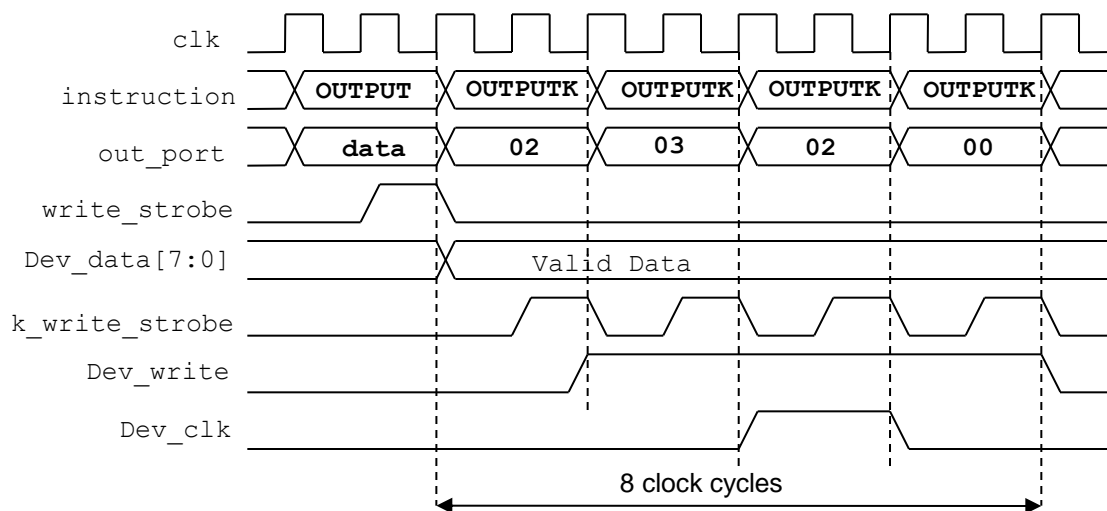 clk
instruction OUTPUT OUTPUTK OUTPUTK OUTPUTK OUTPUTK
out_port data 02 03 02 00
write_strobe
Dev_data[7:0] Valid Data
k_write_strobe
Dev_write
Dev_clk
8 clock cycles